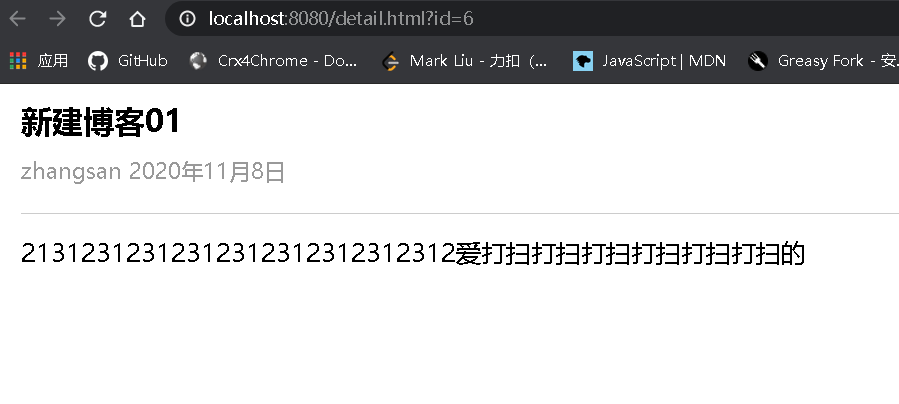 localhost:8080/detail.html?id=6
应用 GitHub Crx4Chrome - Do... Mark Liu - 力扣（... JavaScript | MDN Greasy Fork - 安...
新建博客01
zhangsan 2020年11月8日
21312312312312312312312312312爱打扫打扫打扫打扫打扫打扫的